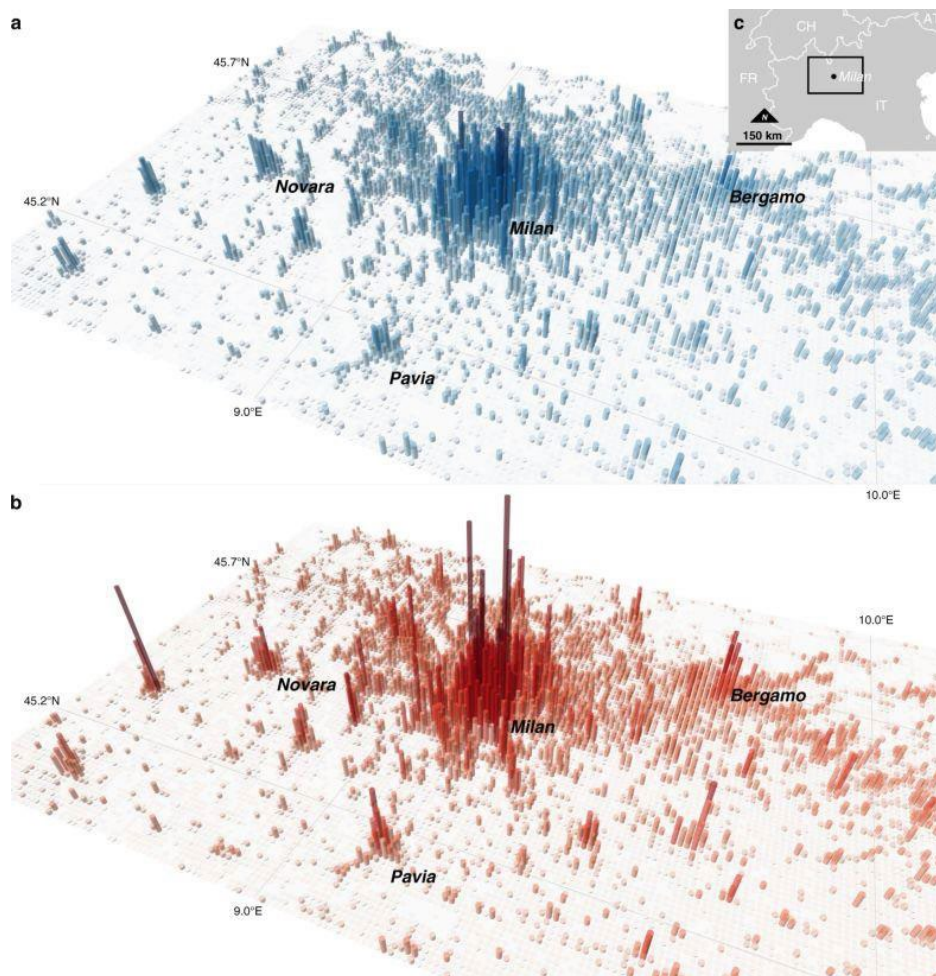 a
c
CH
AT
45.7°N
FR
Milan
IT
N
150 km
Novara
Bergamo
45.2°N
Milan
Pavia
9.0°E
10.0°E
b
45.7°N
10.0°E
Novara
Bergamo
45.2°N
Milan
Pavia
9.0°E